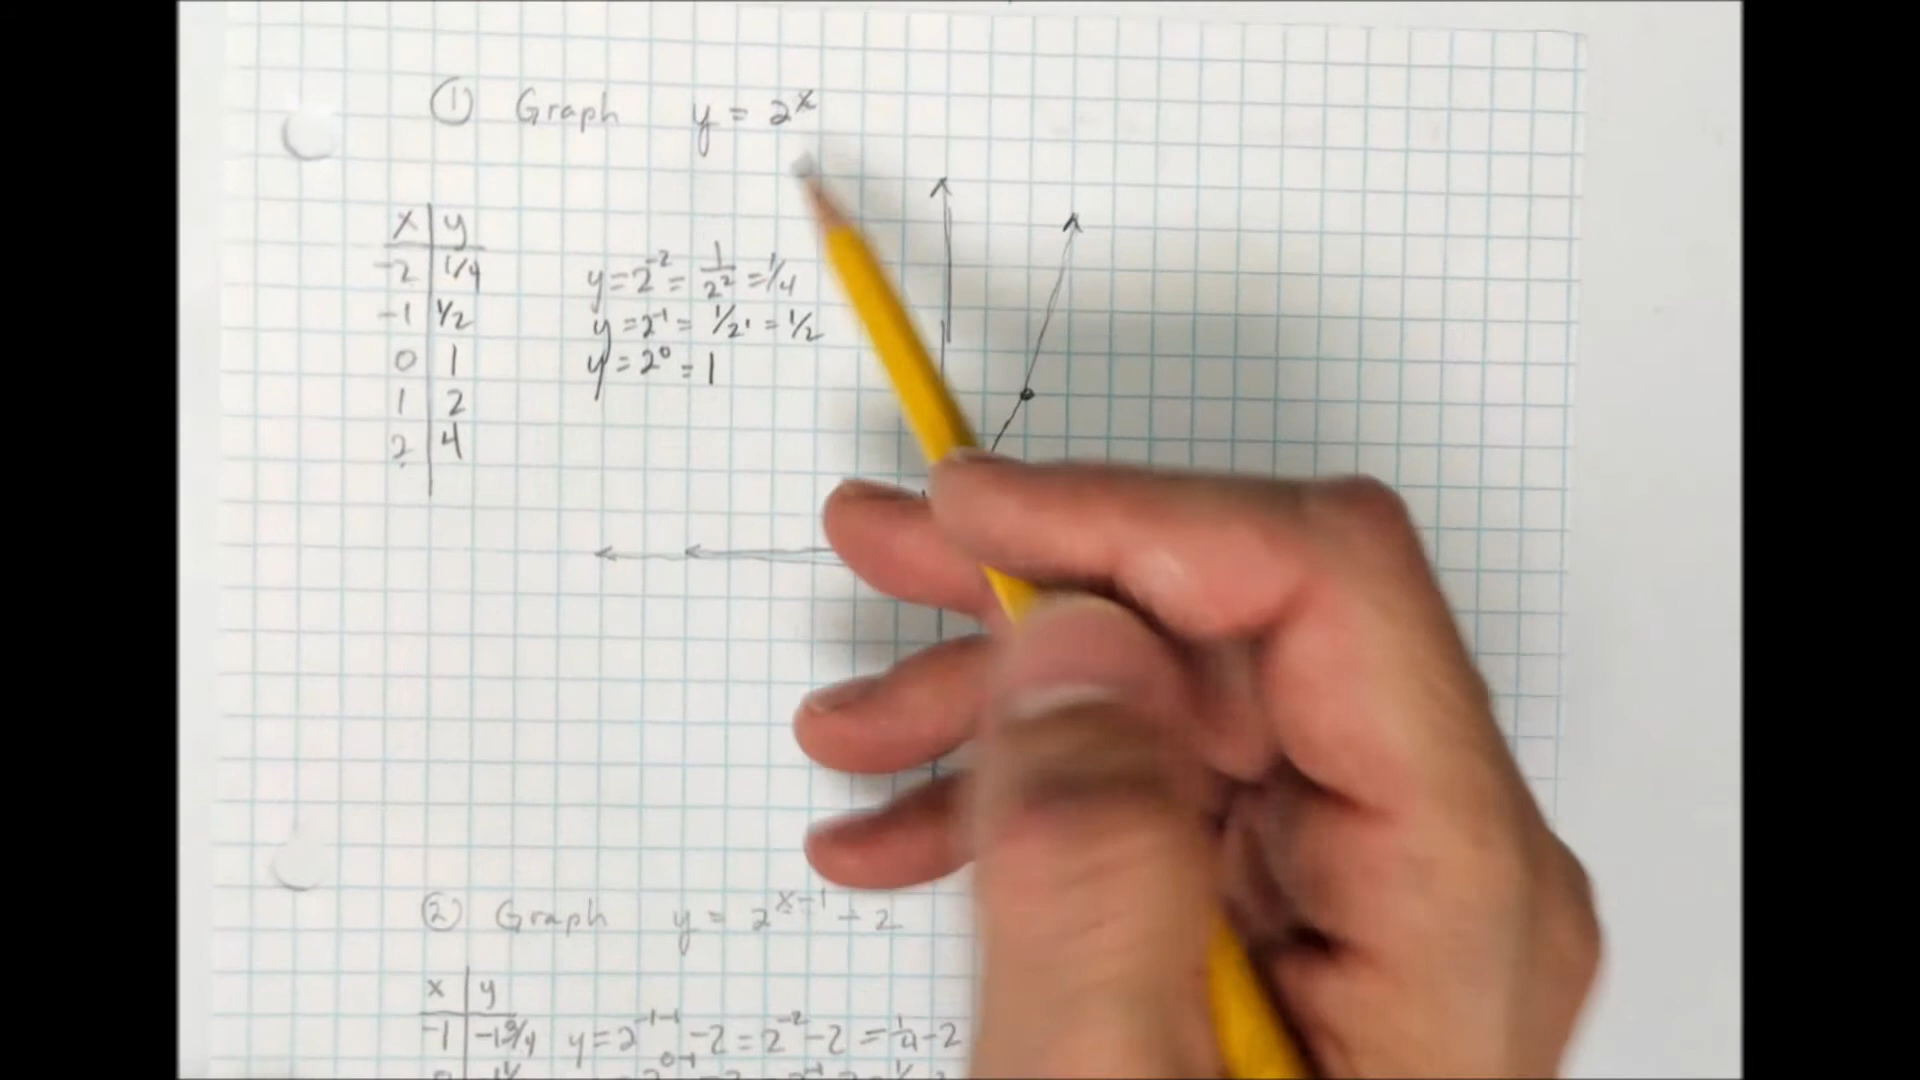 ① Graph y = 2^x
x | y
-2 | 1/4
-1 | 1/2
0 | 1
1 | 2
2 | 4
y = 2^-2 = 1/2^2 = 1/4
y = 2^-1 = 1/2^1 = 1/2
y = 2^0 = 1
② Graph y = 2^x-1 - 2
x | y
-1 | -1 3/4 y = 2^-1-1 - 2 = 2^-2 - 2 = 1/4 - 2